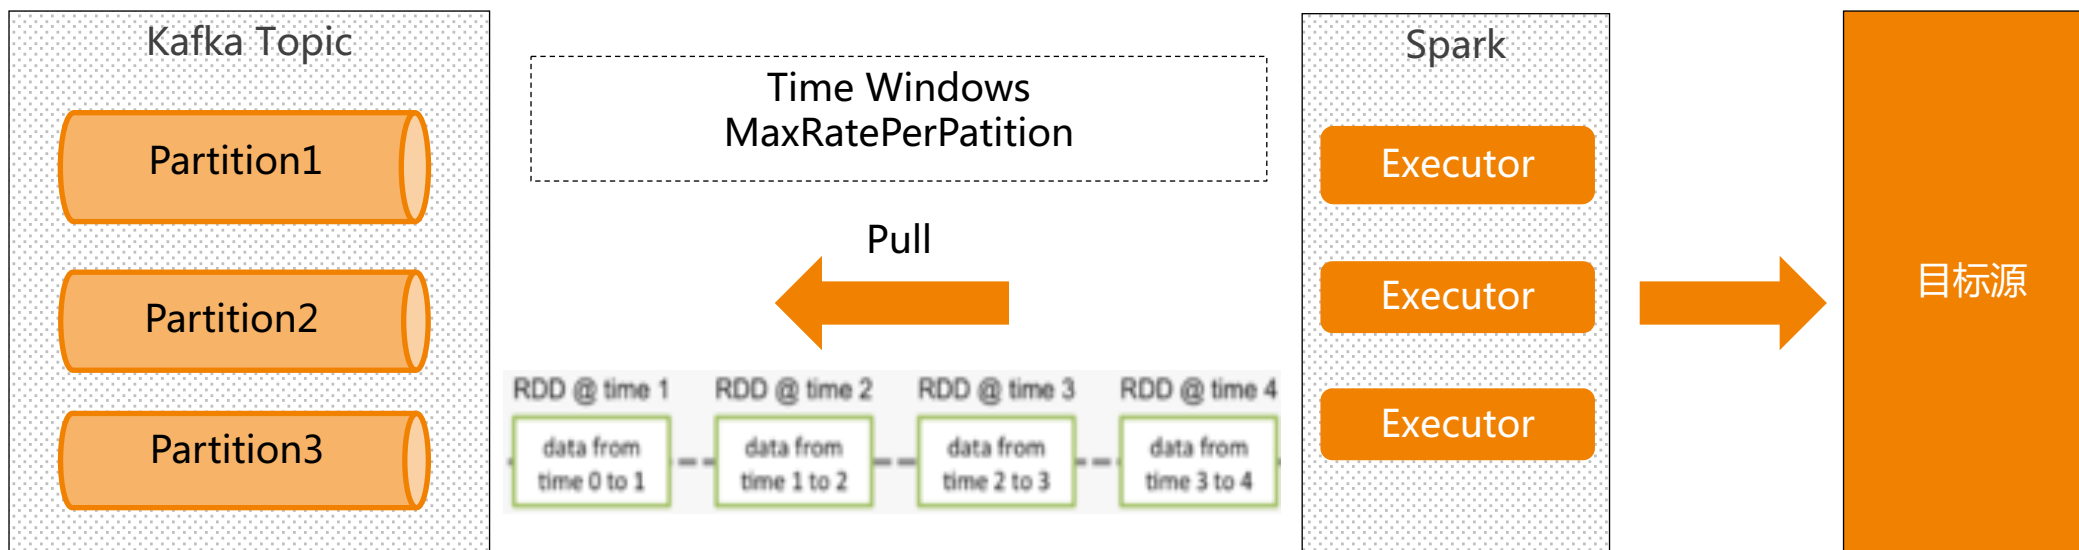 Kafka Topic
Partition1
Partition2
Partition3
Time Windows
MaxRatePerPatition
Pull
RDD @ time 1
RDD @ time 2
RDD @ time 3
RDD @ time 4
data from
time 0 to 1
data from
time 1 to 2
data from
time 2 to 3
data from
time 3 to 4
Spark
Executor
Executor
Executor
目标源